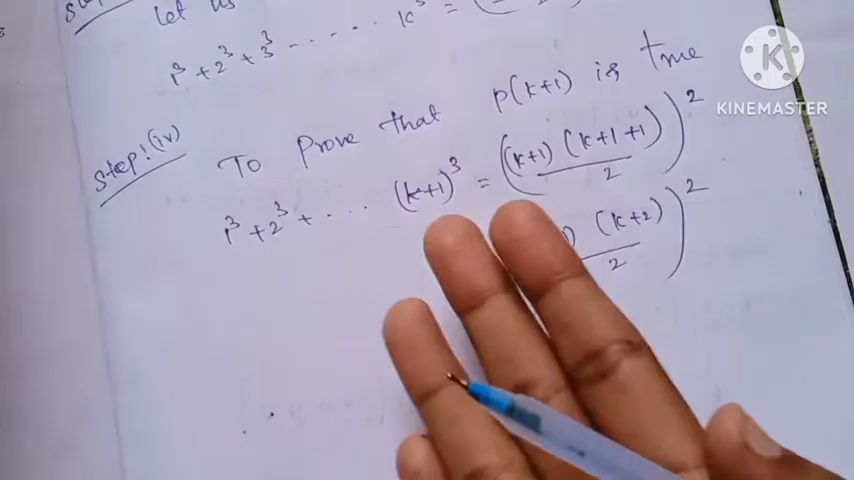 Let us
1³ + 2³ + 3³ ..... k³ = (
Step:(iv)
To Prove that P(k+1) is true
1³ + 2³ + ... (k+1)³ = ((k+1) (k+1+1) / 2)²
(k+2) / 2)²
KINEMASTER